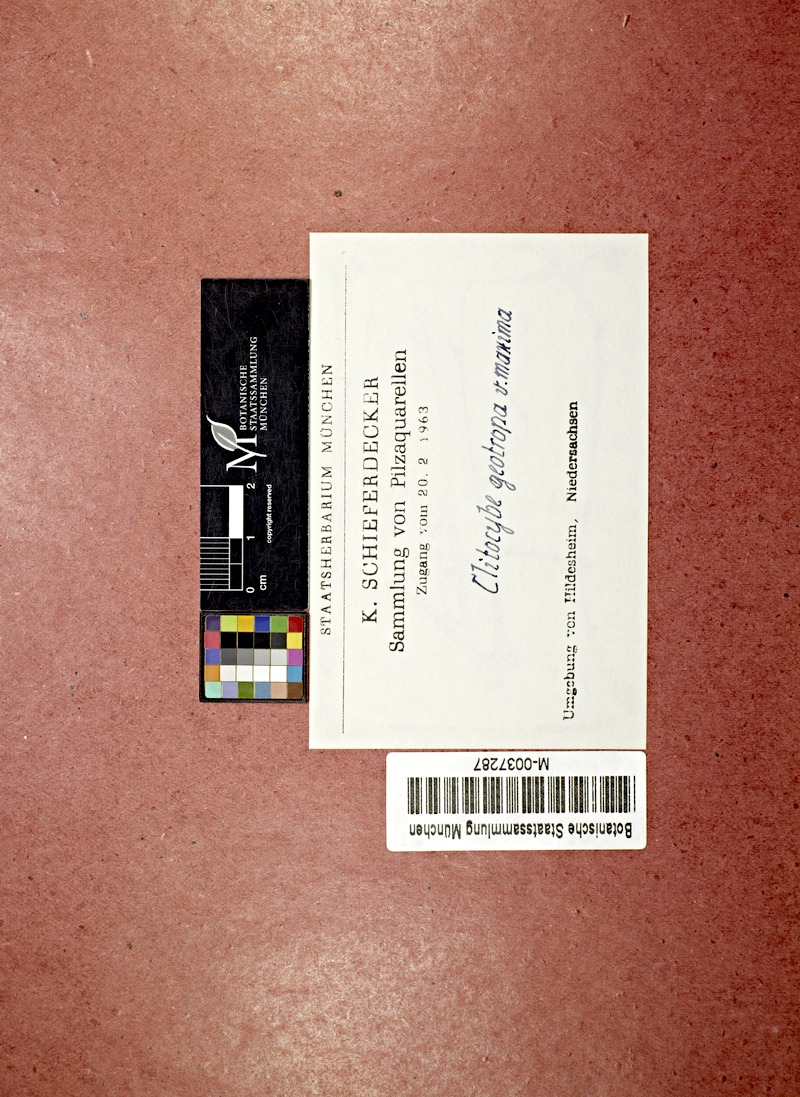 STAATSHERBARIUM MÜNCHEN
K. SCHIEFERDECKER
Sammlung von Pilzaquarellen
Zugang vom 20. 2 1963
Clitocybe geotropa v. maxima
Umgebung von Hildesheim, Niedersachsen
M
BOTANISCHE
STAATSSAMMLUNG
MÜNCHEN
0 1 2
cm
copyright reserved
Botanische Staatssammlung München
M-0037287